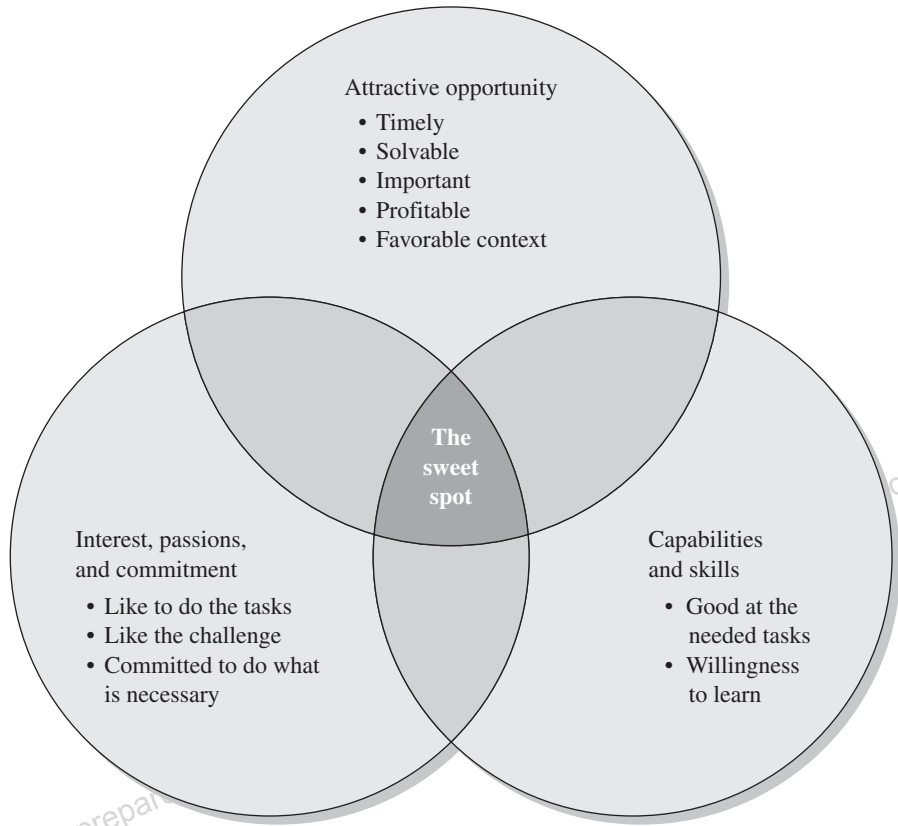 Attractive opportunity
• Timely
• Solvable
• Important
• Profitable
• Favorable context
The
sweet
spot
Interest, passions,
and commitment
• Like to do the tasks
• Like the challenge
• Committed to do what
is necessary
Capabilities
and skills
• Good at the
needed tasks
• Willingness
to learn